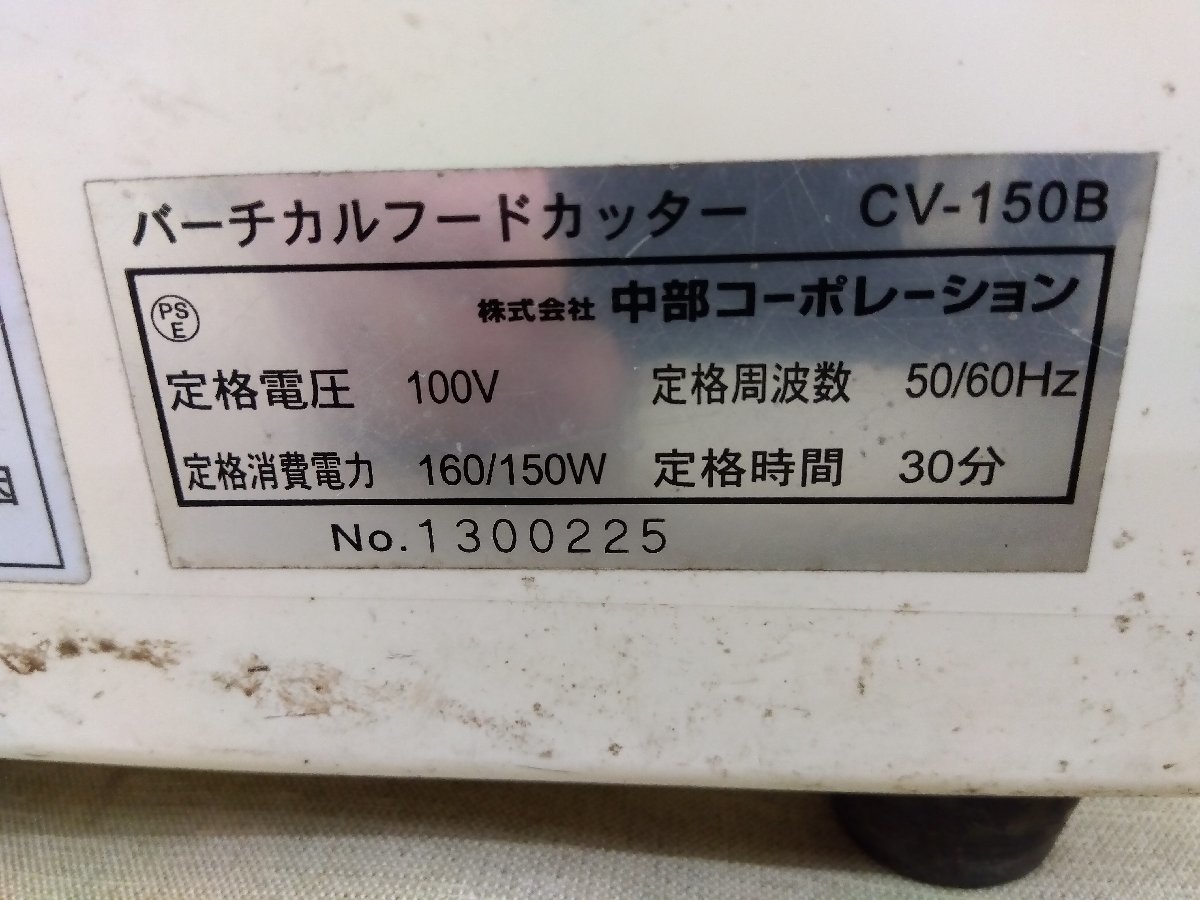 バーチカルフードカッター CV-150B
PS
E
株式会社 中部コーポレーション
定格電圧 100V 定格周波数 50/60Hz
定格消費電力 160/150W 定格時間 30分
No.1300225